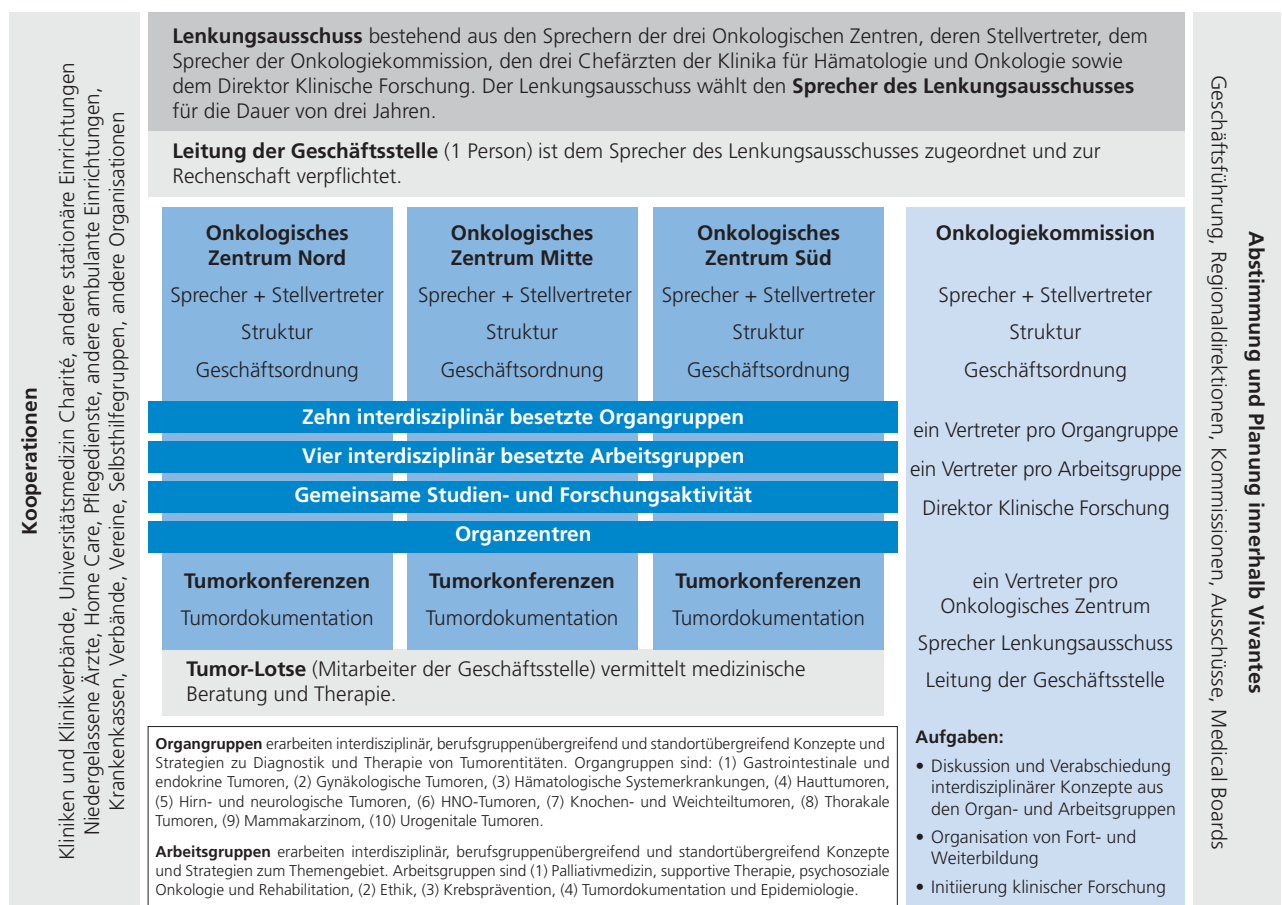 Kooperationen
Kliniken und Klinikverbände, Universitätsmedizin Charité, andere stationäre Einrichtungen
Niedergelassene Ärzte, Home Care, Pflegedienste, andere ambulante Einrichtungen,
Krankenkassen, Verbände, Vereine, Selbsthilfegruppen, andere Organisationen
Lenkungsausschuss bestehend aus den Sprechern der drei Onkologischen Zentren, deren Stellvertreter, dem
Sprecher der Onkologiekommission, den drei Chefärzten der Klinika für Hämatologie und Onkologie sowie
dem Direktor Klinische Forschung. Der Lenkungsausschuss wählt den Sprecher des Lenkungsausschusses
für die Dauer von drei Jahren.
Leitung der Geschäftsstelle (1 Person) ist dem Sprecher des Lenkungsausschusses zugeordnet und zur
Rechenschaft verpflichtet.
Onkologisches
Zentrum Nord
Sprecher + Stellvertreter
Struktur
Geschäftsordnung
Onkologisches
Zentrum Mitte
Sprecher + Stellvertreter
Struktur
Geschäftsordnung
Onkologisches
Zentrum Süd
Sprecher + Stellvertreter
Struktur
Geschäftsordnung
Zehn interdisziplinär besetzte Organgruppen
Vier interdisziplinär besetzte Arbeitsgruppen
Gemeinsame Studien- und Forschungsaktivität
Organzentren
Tumorkonferenzen
Tumordokumentation
Tumorkonferenzen
Tumordokumentation
Tumorkonferenzen
Tumordokumentation
Tumor-Lotse (Mitarbeiter der Geschäftsstelle) vermittelt medizinische
Beratung und Therapie.
Organgruppen erarbeiten interdisziplinär, berufsgruppenübergreifend und standortübergreifend Konzepte und
Strategien zu Diagnostik und Therapie von Tumorentitäten. Organgruppen sind: (1) Gastrointestinale und
endokrine Tumoren, (2) Gynäkologische Tumoren, (3) Hämatologische Systemerkrankungen, (4) Hauttumoren,
(5) Hirn- und neurologische Tumoren, (6) HNO-Tumoren, (7) Knochen- und Weichteiltumoren, (8) Thorakale
Tumoren, (9) Mammakarzinom, (10) Urogenitale Tumoren.
Arbeitsgruppen erarbeiten interdisziplinär, berufsgruppenübergreifend und standortübergreifend Konzepte
und Strategien zum Themengebiet. Arbeitsgruppen sind (1) Palliativmedizin, supportive Therapie, psychosoziale
Onkologie und Rehabilitation, (2) Ethik, (3) Krebsprävention, (4) Tumordokumentation und Epidemiologie.
Onkologiekommission
Sprecher + Stellvertreter
Struktur
Geschäftsordnung
ein Vertreter pro Organgruppe
ein Vertreter pro Arbeitsgruppe
Direktor Klinische Forschung
ein Vertreter pro
Onkologisches Zentrum
Sprecher Lenkungsausschuss
Leitung der Geschäftsstelle
Aufgaben:
• Diskussion und Verabschiedung
interdisziplinärer Konzepte aus
den Organ- und Arbeitsgruppen
• Organisation von Fort- und
Weiterbildung
• Initiierung klinischer Forschung
Abstimmung und Planung innerhalb Vivantes
Geschäftsführung, Regionaldirektionen, Kommissionen, Ausschüsse, Medical Boards